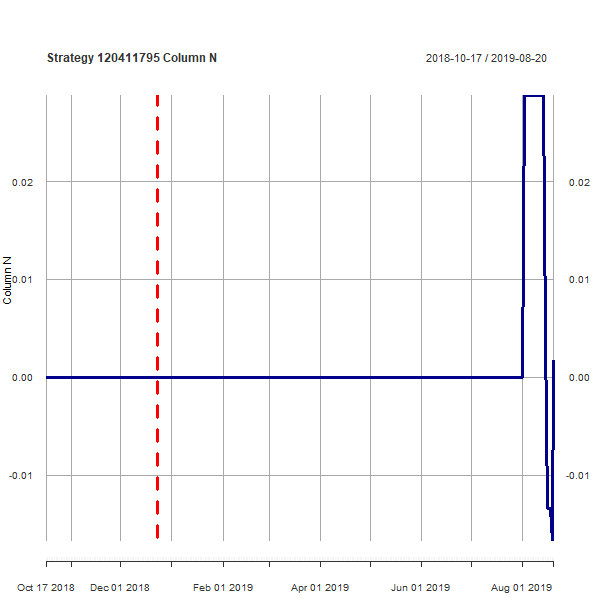 Strategy 120411795 Column N
2018-10-17 / 2019-08-20
0.02 0.02
Column N
0.01 0.01
0.00 0.00
-0.01 -0.01
Oct 17 2018 Dec 01 2018 Feb 01 2019 Apr 01 2019 Jun 01 2019 Aug 01 2019